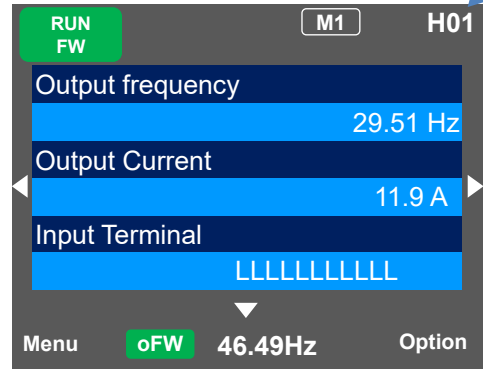 RUN FW M1 H01
Output frequency
29.51 Hz
Output Current
11.9 A
Input Terminal
LLLLLLLLLLL
Menu oFW 46.49Hz Option